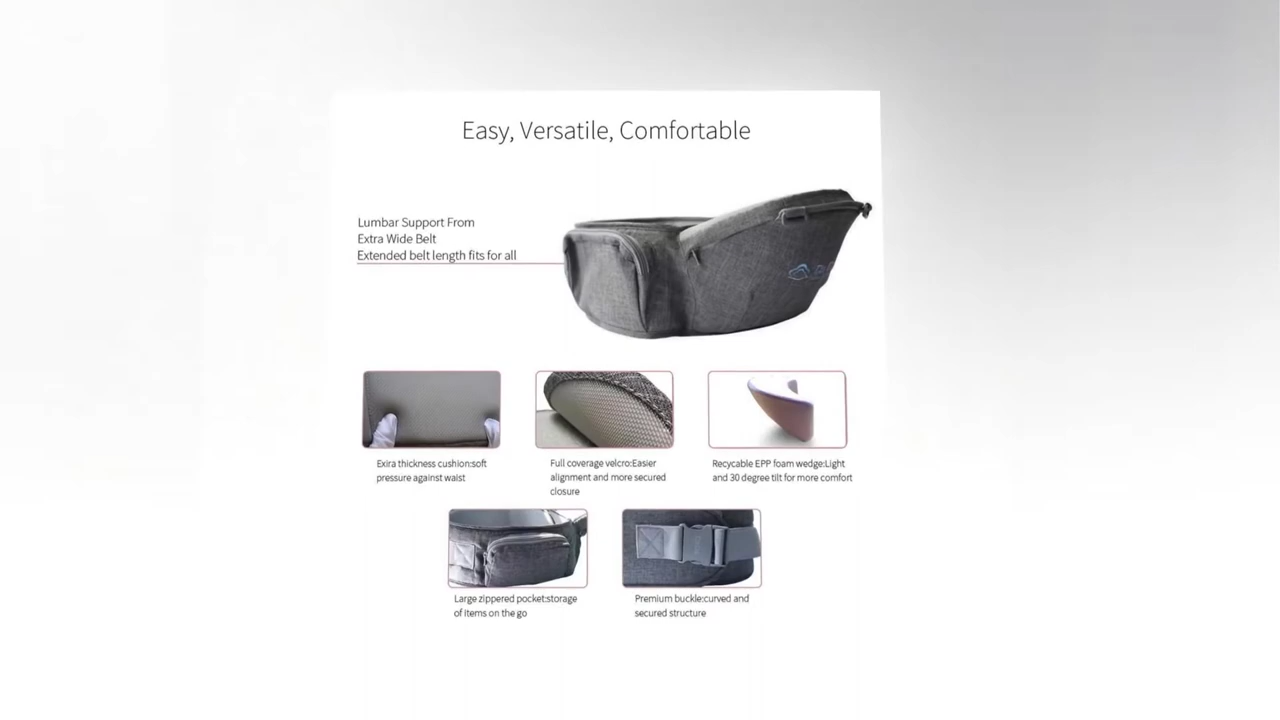 Easy, Versatile, Comfortable
Lumbar Support From
Extra Wide Belt
Extended belt length fits for all
Exira thickness cushion:soft
pressure against waist
Full coverage velcro:Easier
alignment and more secured
closure
Recycable EPP foam wedge:Light
and 30 degree tilt for more comfort
Large zippered pocket:storage
of items on the go
Premium buckle:curved and
secured structure